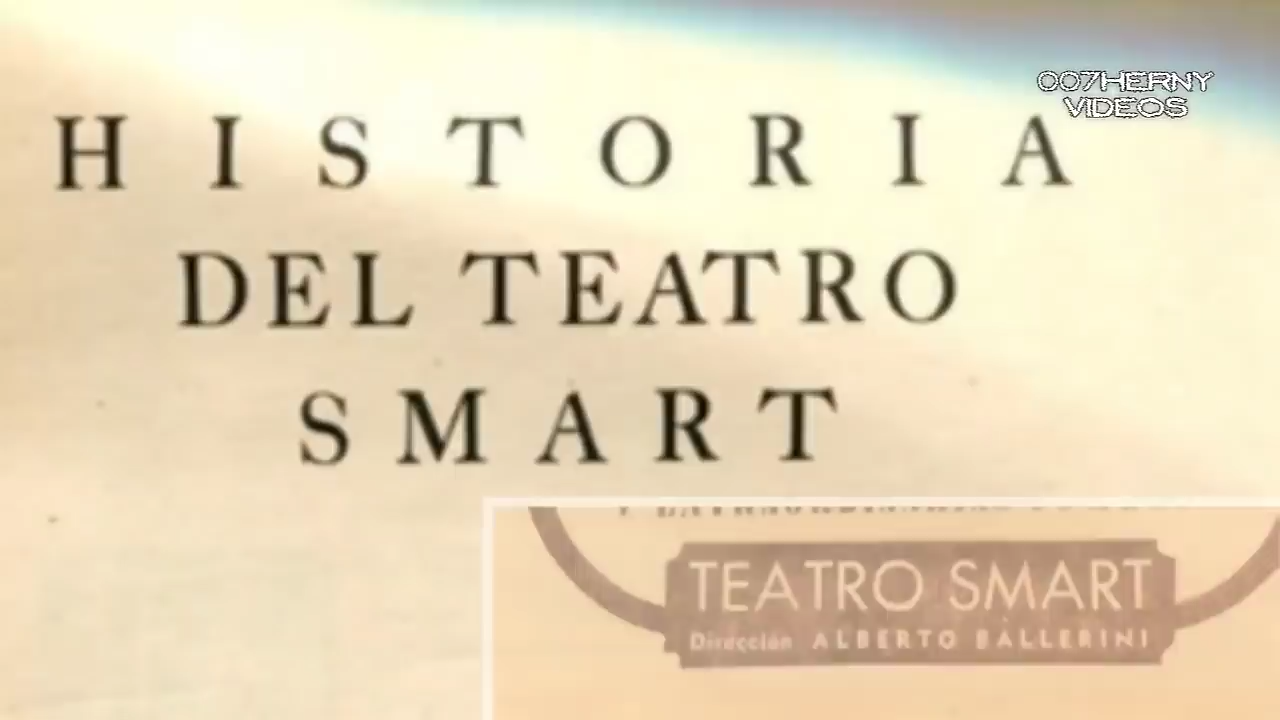 007HERNY
VIDEOS
HISTORIA
DEL TEATRO
SMART
TEATRO SMART
Dirección ALBERTO BALLERINI